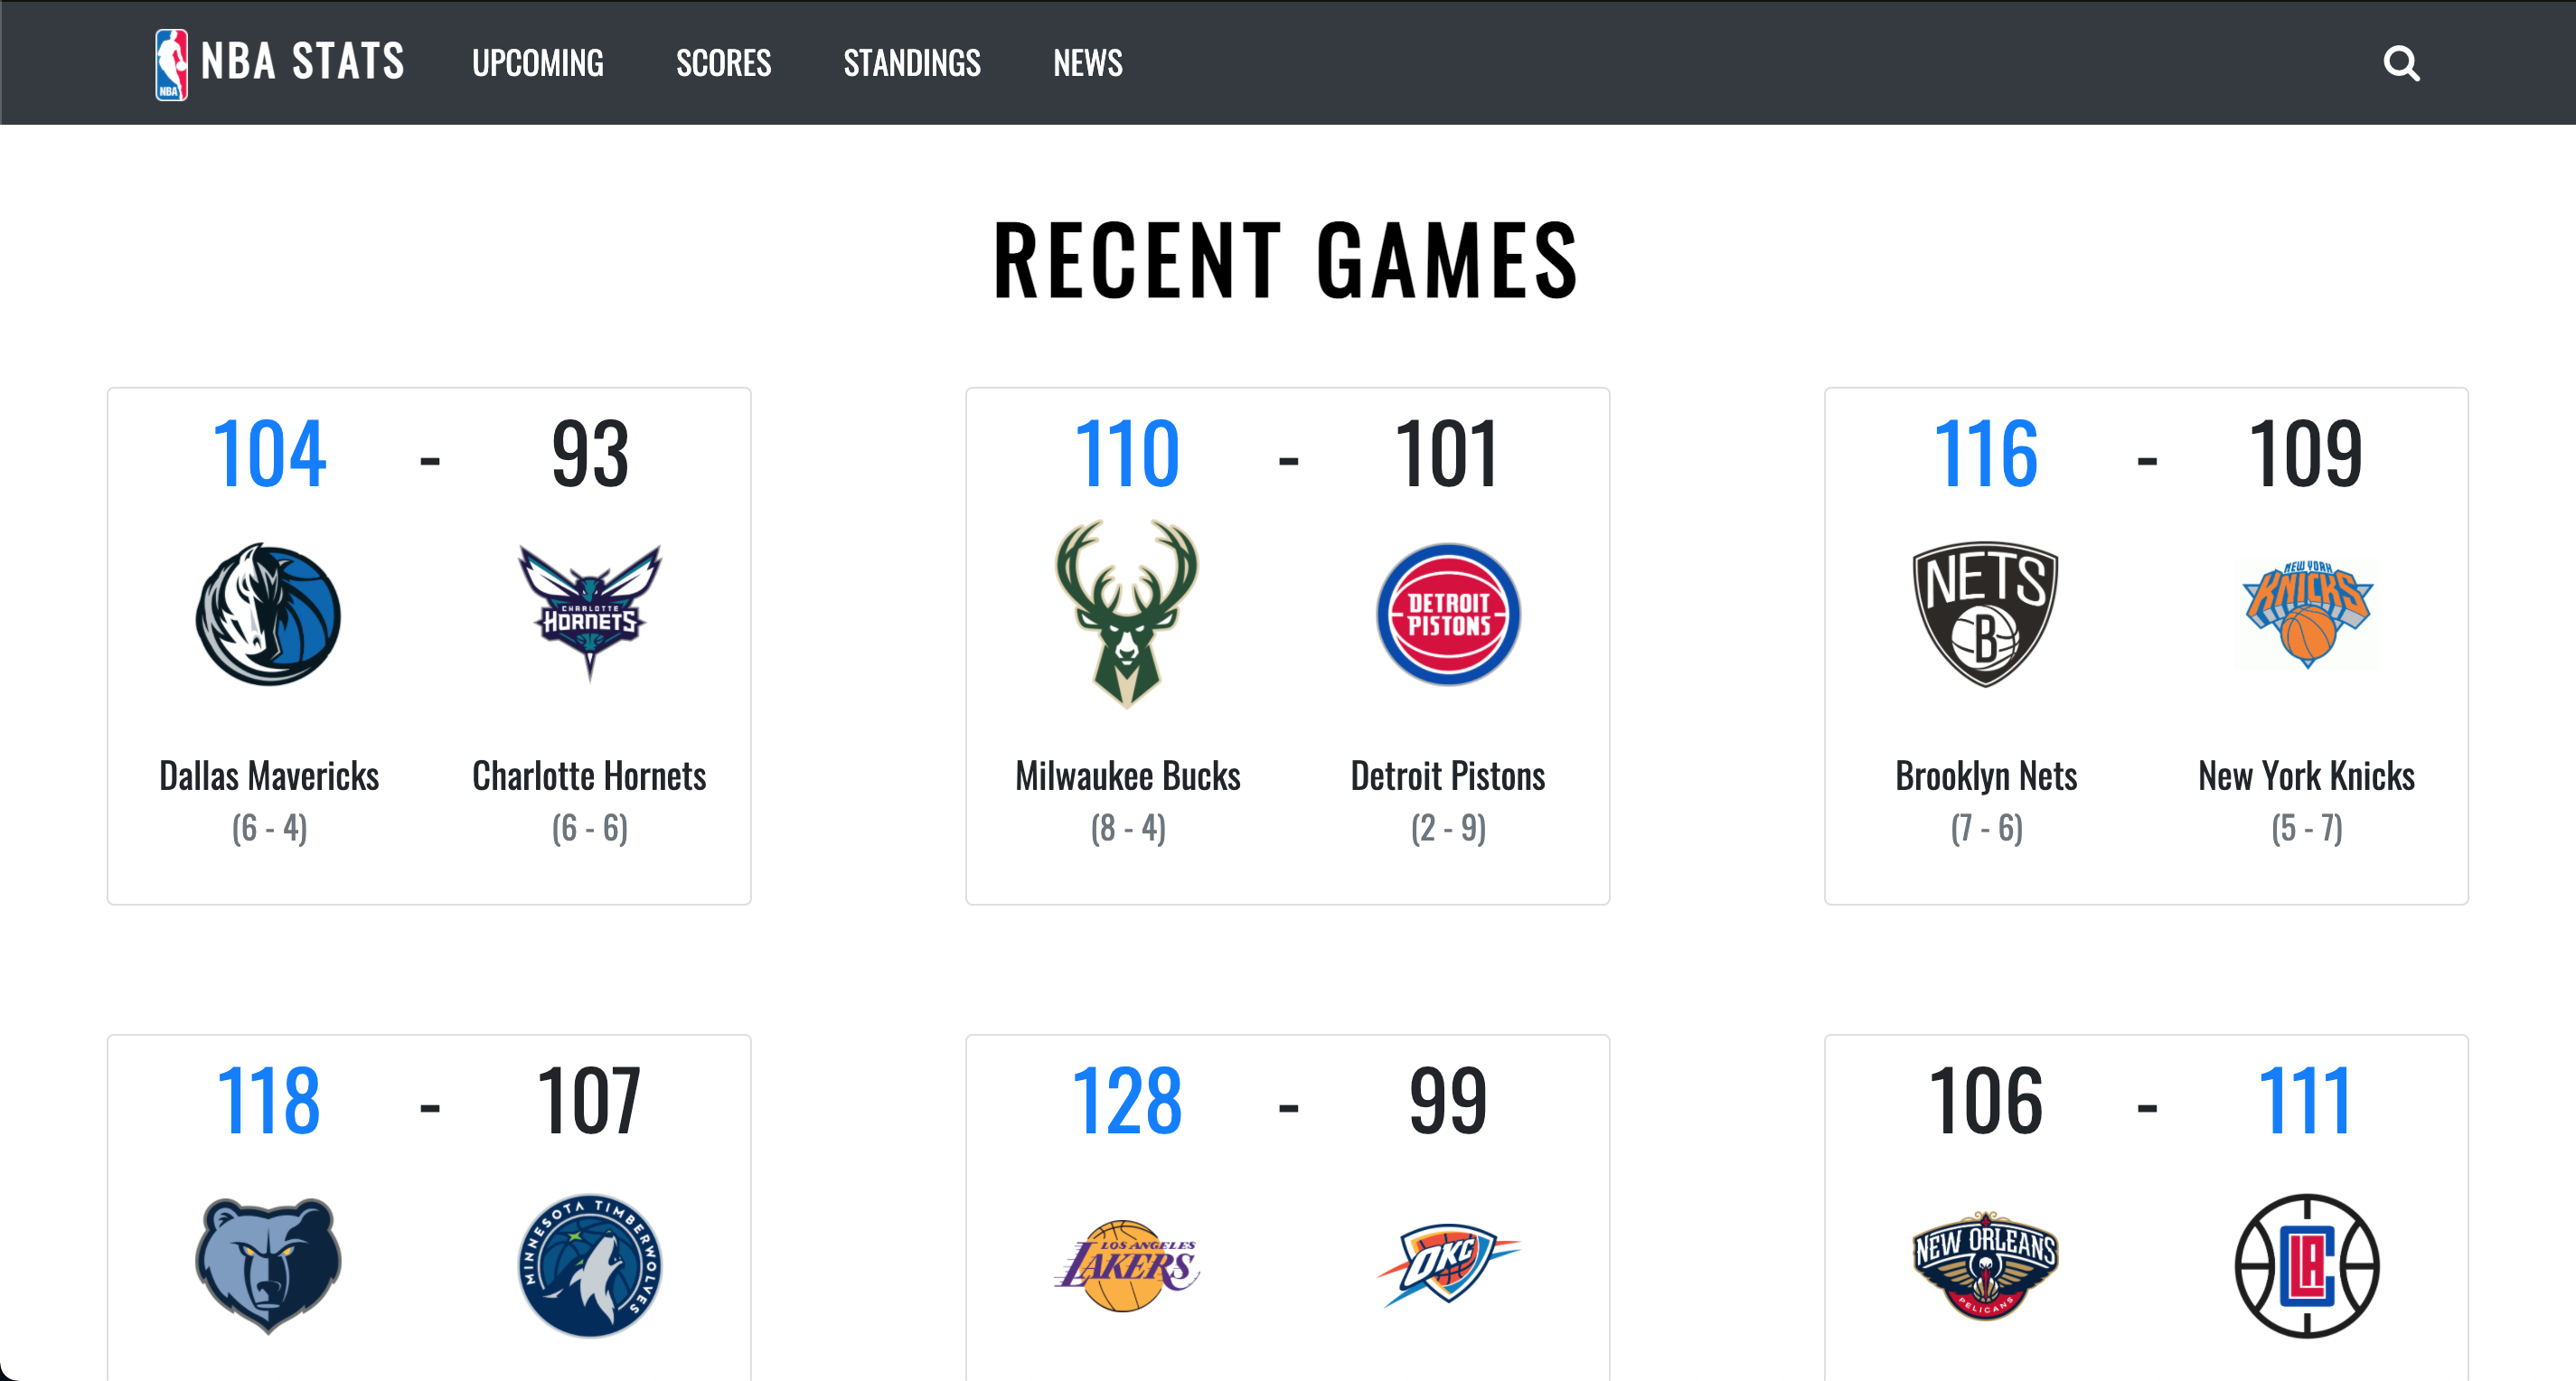 NBA
NBA STATS
UPCOMING
SCORES
STANDINGS
NEWS
RECENT GAMES
104 - 93
CHARLOTTE
HORNETS
Dallas Mavericks
(6 - 4)
Charlotte Hornets
(6 - 6)
110 - 101
DETROIT
PISTONS
Milwaukee Bucks
(8 - 4)
Detroit Pistons
(2 - 9)
116 - 109
NETS
B
NEW YORK
KNICKS
Brooklyn Nets
(7 - 6)
New York Knicks
(5 - 7)
118 - 107
MINNESOTA TIMBERWOLVES
128 - 99
LOS ANGELES
LAKERS
OKC
106 - 111
NEW ORLEANS
PELICANS
LAC